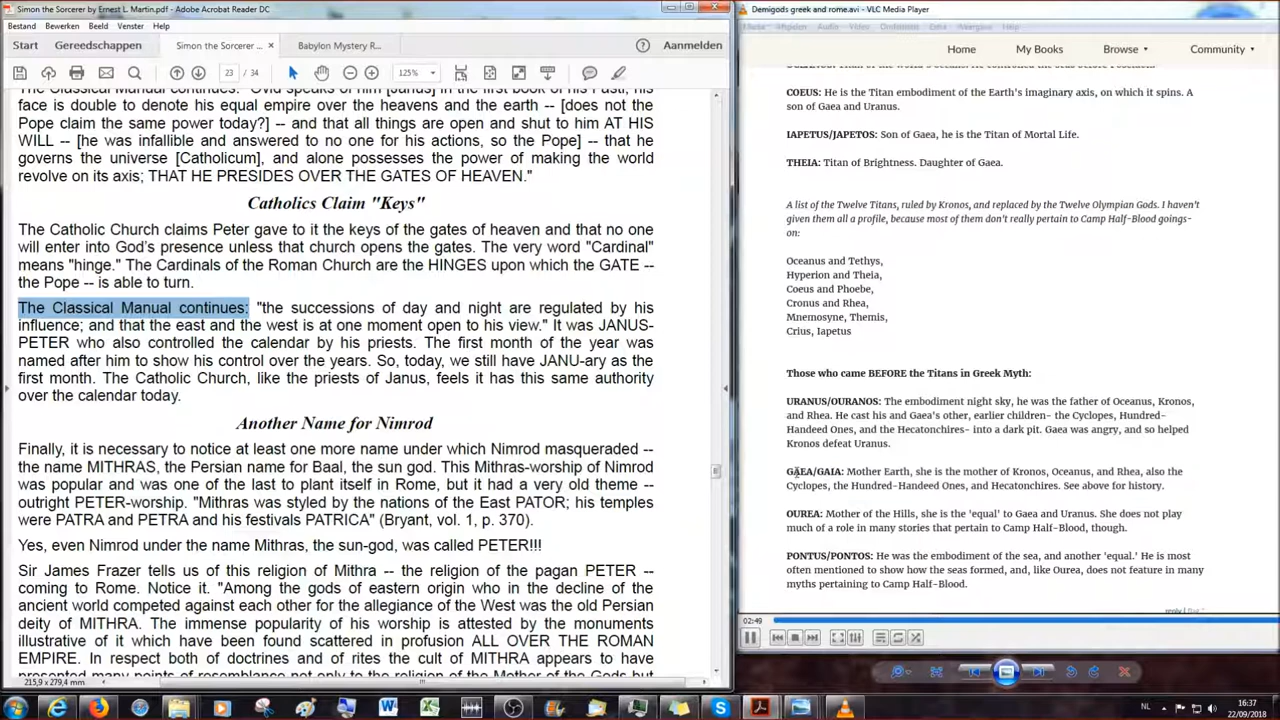 Simon the Sorcerer by Ernest L. Martin.pdf - Adobe Acrobat Reader DC
Bestand Bewerken Beeld Venster Help
Start Gereedschappen Simon the Sorcerer ... × Babylon Mystery R... Aanmelden
23 / 34 125%
The Classical Manual continues: "Ovid speaks of him [Janus] in the first book of his Fasti; his
face is double to denote his equal empire over the heavens and the earth -- [does not the
Pope claim the same power today?] -- and that all things are open and shut to him AT HIS
WILL -- [he was infallible and answered to no one for his actions, so the Pope] -- that he
governs the universe [Catholicum], and alone possesses the power of making the world
revolve on its axis; THAT HE PRESIDES OVER THE GATES OF HEAVEN."
Catholics Claim "Keys"
The Catholic Church claims Peter gave to it the keys of the gates of heaven and that no one
will enter into God's presence unless that church opens the gates. The very word "Cardinal"
means "hinge." The Cardinals of the Roman Church are the HINGES upon which the GATE --
the Pope -- is able to turn.
The Classical Manual continues: "the successions of day and night are regulated by his
influence; and that the east and the west is at one moment open to his view." It was JANUS-
PETER who also controlled the calendar by his priests. The first month of the year was
named after him to show his control over the years. So, today, we still have JANU-ary as the
first month. The Catholic Church, like the priests of Janus, feels it has this same authority
over the calendar today.
Another Name for Nimrod
Finally, it is necessary to notice at least one more name under which Nimrod masqueraded --
the name MITHRAS, the Persian name for Baal, the sun god. This Mithras-worship of Nimrod
was popular and was one of the last to plant itself in Rome, but it had a very old theme --
outright PETER-worship. "Mithras was styled by the nations of the East PATOR; his temples
were PATRA and PETRA and his festivals PATRICA" (Bryant, vol. 1, p. 370).
Yes, even Nimrod under the name Mithras, the sun-god, was called PETER!!!
Sir James Frazer tells us of this religion of Mithra -- the religion of the pagan PETER --
coming to Rome. Notice it. "Among the gods of eastern origin who in the decline of the
ancient world competed against each other for the allegiance of the West was the old Persian
deity of MITHRA. The immense popularity of his worship is attested by the monuments
illustrative of it which have been found scattered in profusion ALL OVER THE ROMAN
EMPIRE. In respect both of doctrines and of rites the cult of MITHRA appears to have
presented many points of resemblance not only to the religion of the Mother of the Gods but
215,9 x 279,4 mm
Demigods greek and rome.avi - VLC Media Player
Media Afspelen Audio Video Ondertiteling Extra Weergave Help
Home My Books Browse Community
COEUS: He is the Titan embodiment of the Earth's imaginary axis, on which it spins. A
son of Gaea and Uranus.
IAPETUS/JAPETOS: Son of Gaea, he is the Titan of Mortal Life.
THEIA: Titan of Brightness. Daughter of Gaea.
A list of the Twelve Titans, ruled by Kronos, and replaced by the Twelve Olympian Gods. I haven't
given them all a profile, because most of them don't really pertain to Camp Half-Blood goings-
on:
Oceanus and Tethys,
Hyperion and Theia,
Coeus and Phoebe,
Cronus and Rhea,
Mnemosyne, Themis,
Crius, Iapetus
Those who came BEFORE the Titans in Greek Myth:
URANUS/OURANOS: The embodiment night sky, he was the father of Oceanus, Kronos,
and Rhea. He cast his and Gaea's other, earlier children- the Cyclopes, Hundred-
Handeed Ones, and the Hecatonchires- into a dark pit. Gaea was angry, and so helped
Kronos defeat Uranus.
GAEA/GAIA: Mother Earth, she is the mother of Kronos, Oceanus, and Rhea, also the
Cyclopes, the Hundred-Handeed Ones, and Hecatonchires. See above for history.
OUREA: Mother of the Hills, she is the 'equal' to Gaea and Uranus. She does not play
much of a role in many stories that pertain to Camp Half-Blood, though.
PONTUS/PONTOS: He was the embodiment of the sea, and another 'equal.' He is most
often mentioned to show how the seas formed, and, like Ourea, does not feature in many
myths pertaining to Camp Half-Blood.
reply |
02:49
NL 16:37
22/09/2018